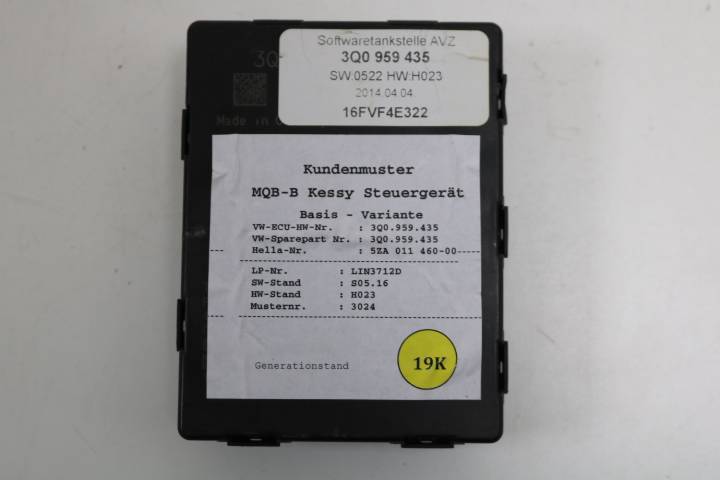 Softwaretankstelle AVZ
3Q0 959 435
SW:0522 HW:H023
2014.04.04
16FVF4E322
3Q
Made in
Kundenmuster
MQB-B Kessy Steuergerät
Basis - Variante
VW-ECU-HW-Nr. : 3Q0.959.435
VW-Sparepart Nr. : 3Q0.959.435
Hella-Nr. : 5ZA 011 460-00
LP-Nr. : LIN3712D
SW-Stand : S05.16
HW-Stand : H023
Musternr. : 3024
Generationstand
19K